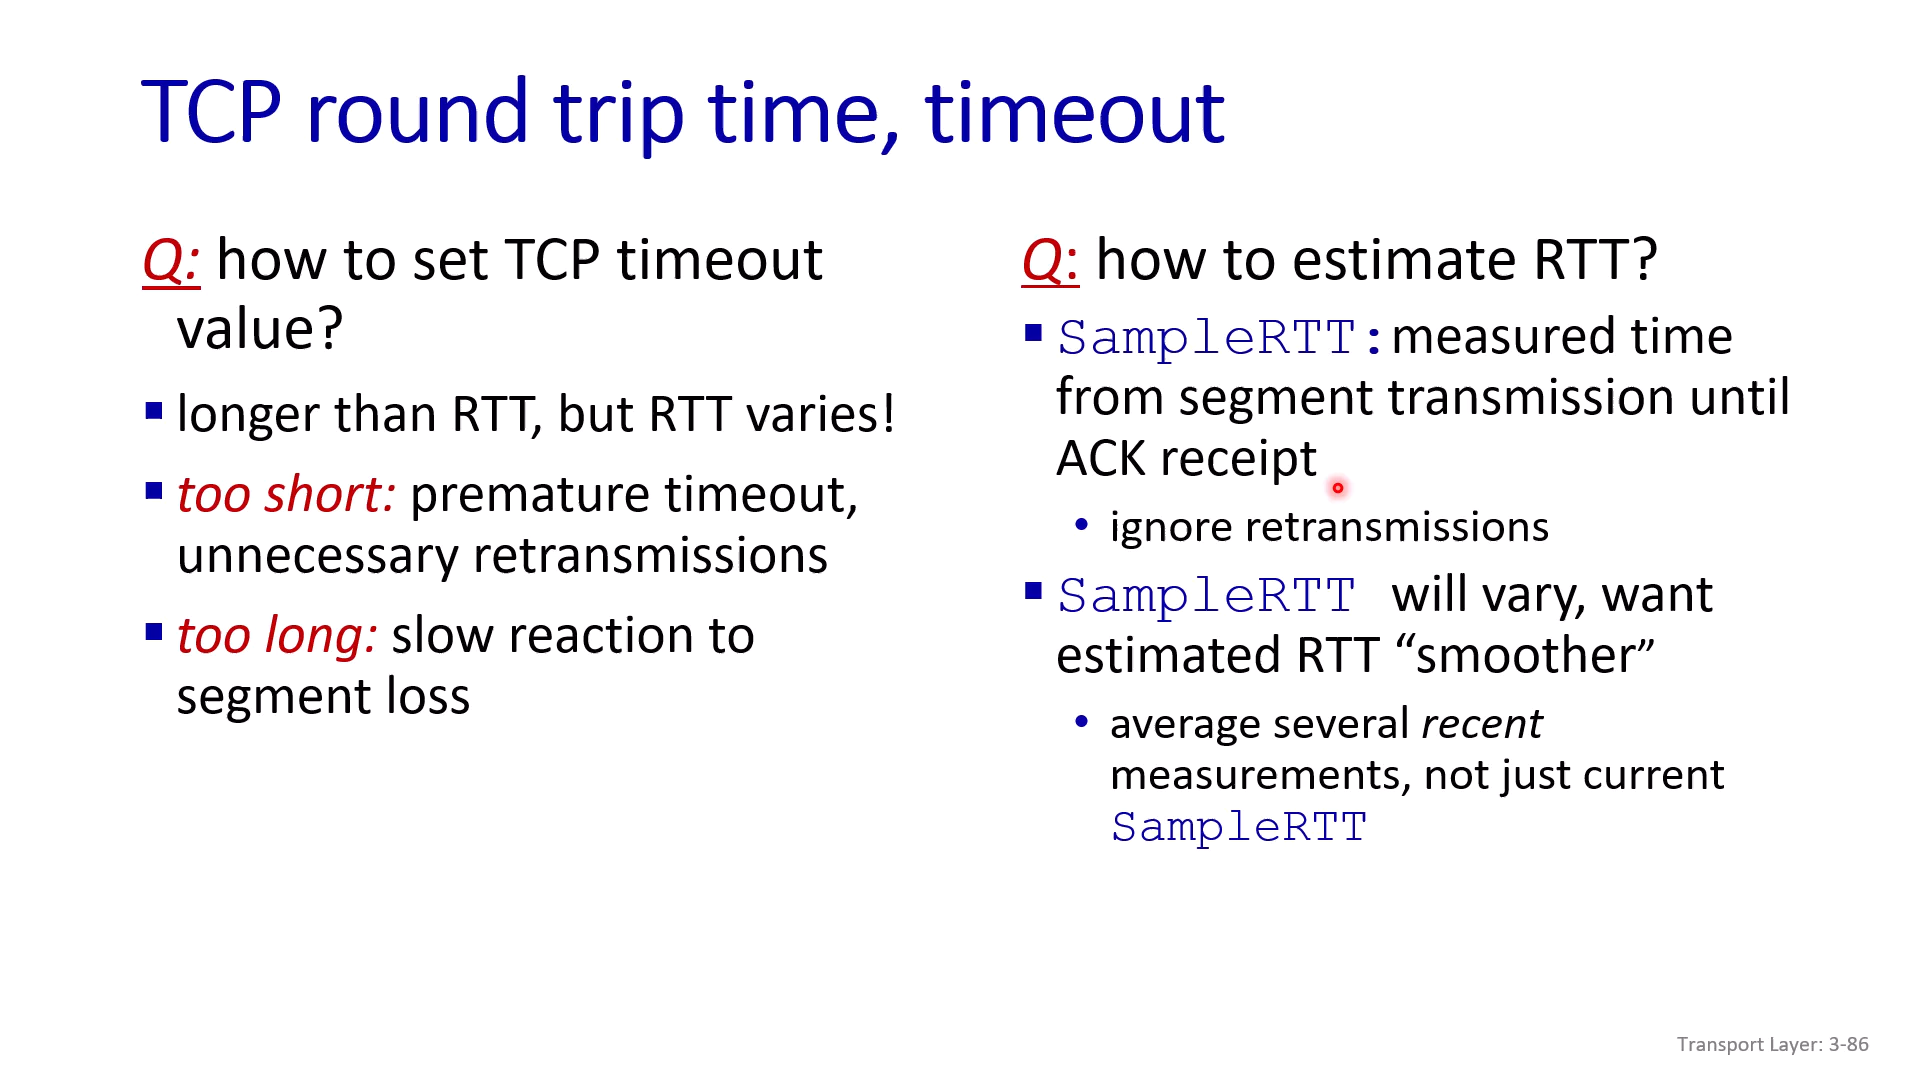 TCP round trip time, timeout
Q: how to set TCP timeout
value?
longer than RTT, but RTT varies!
too short: premature timeout,
unnecessary retransmissions
too long: slow reaction to
segment loss
Q: how to estimate RTT?
SampleRTT: measured time
from segment transmission until
ACK receipt
ignore retransmissions
SampleRTT will vary, want
estimated RTT “smoother”
average several recent
measurements, not just current
SampleRTT
Transport Layer: 3-86